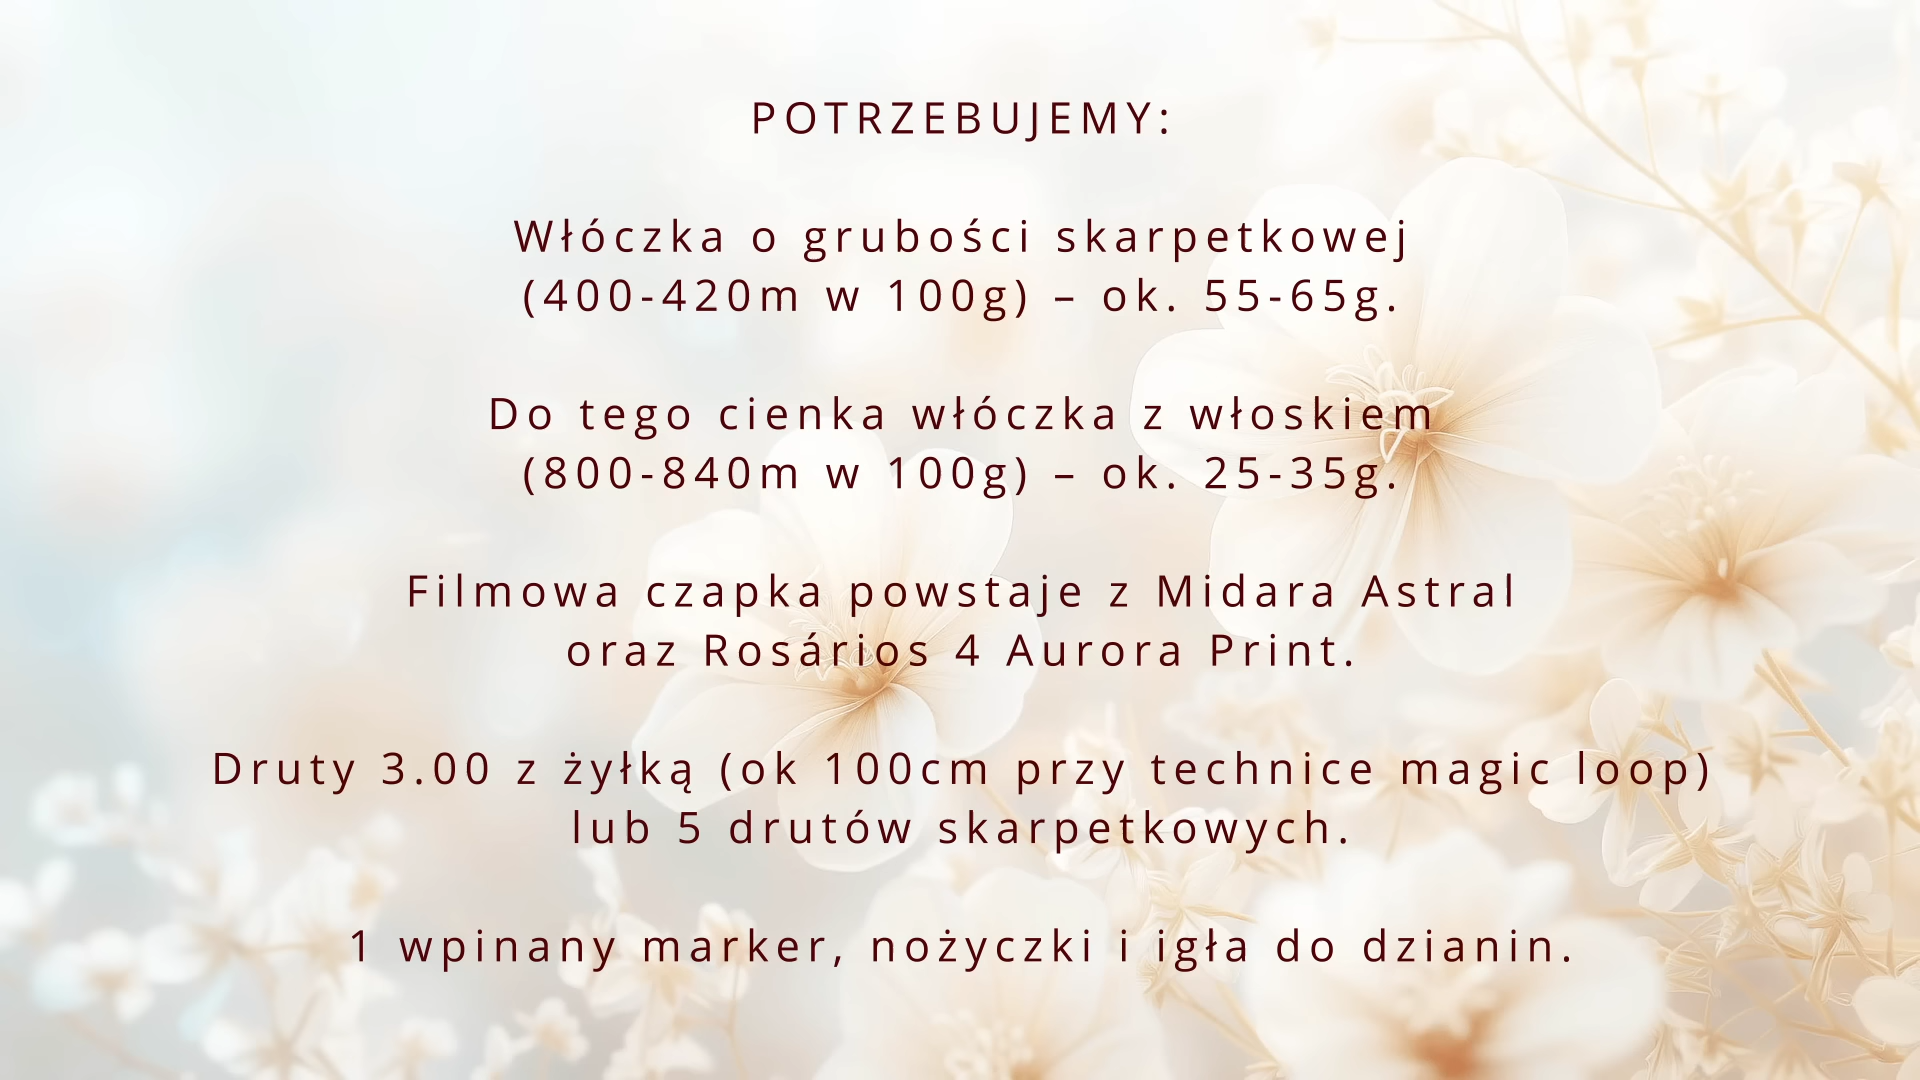 POTRZEBUJEMY:
Włóczka o grubości skarpetkowej
(400-420m w 100g) – ok. 55-65g.
Do tego cienka włóczka z włoskiem
(800-840m w 100g) – ok. 25-35g.
Filmowa czapka powstaje z Midara Astral
oraz Rosários 4 Aurora Print.
Druty 3.00 z żyłką (ok 100cm przy technice magic loop)
lub 5 drutów skarpetkowych.
1 wpinany marker, nożyczki i igła do dzianin.